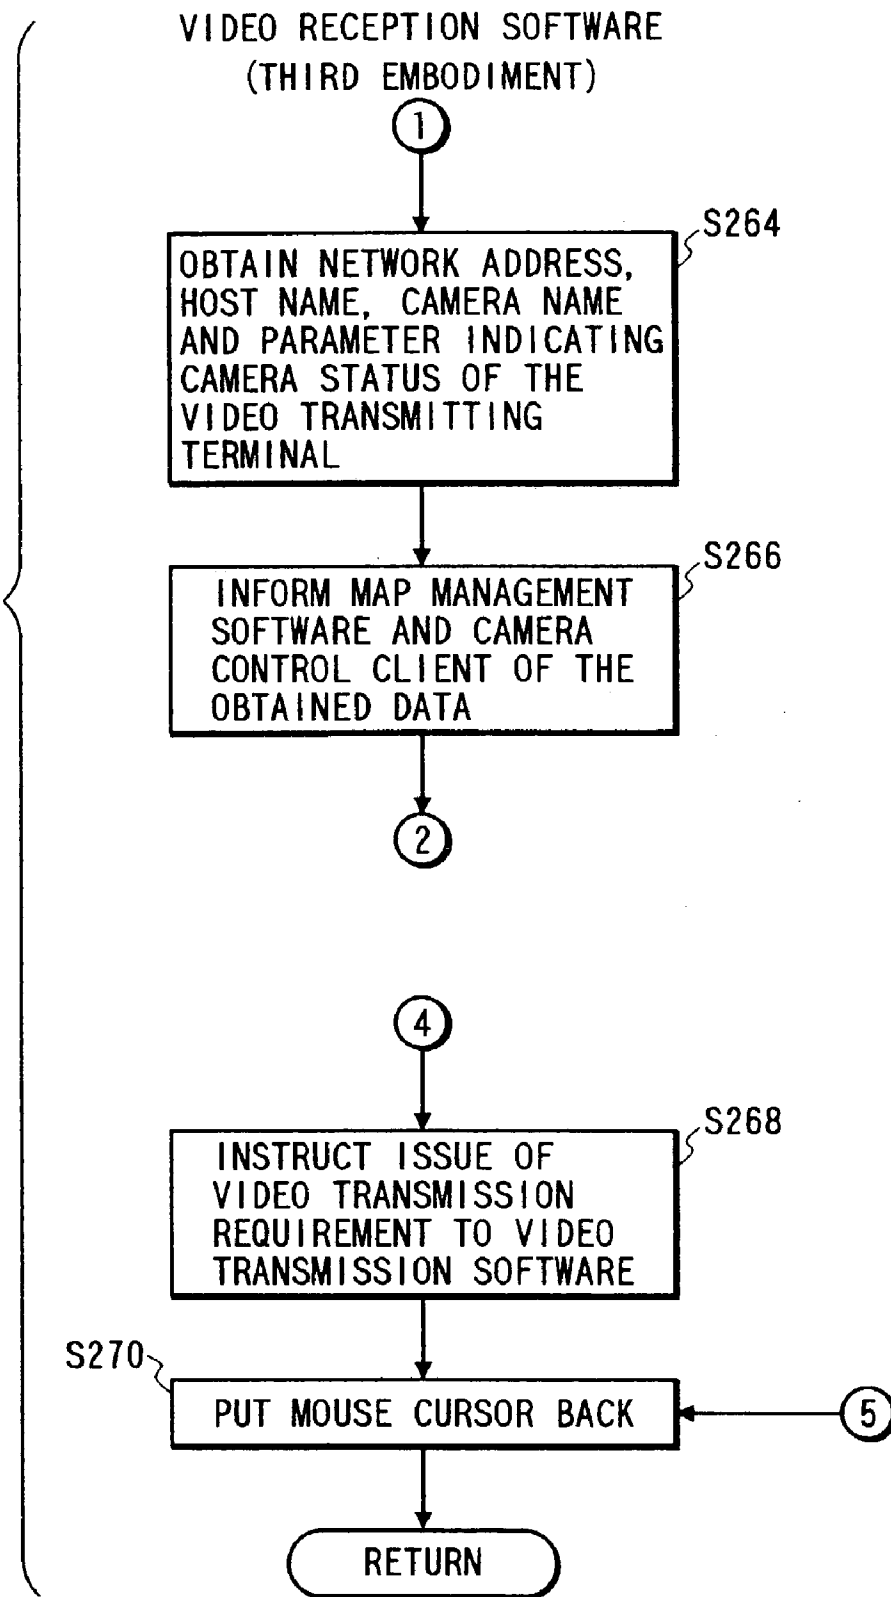 VIDEO RECEPTION SOFTWARE
(THIRD EMBODIMENT)
1
S264
OBTAIN NETWORK ADDRESS,
HOST NAME, CAMERA NAME
AND PARAMETER INDICATING
CAMERA STATUS OF THE
VIDEO TRANSMITTING
TERMINAL
S266
INFORM MAP MANAGEMENT
SOFTWARE AND CAMERA
CONTROL CLIENT OF THE
OBTAINED DATA
2
4
S268
INSTRUCT ISSUE OF
VIDEO TRANSMISSION
REQUIREMENT TO VIDEO
TRANSMISSION SOFTWARE
S270
PUT MOUSE CURSOR BACK
5
RETURN